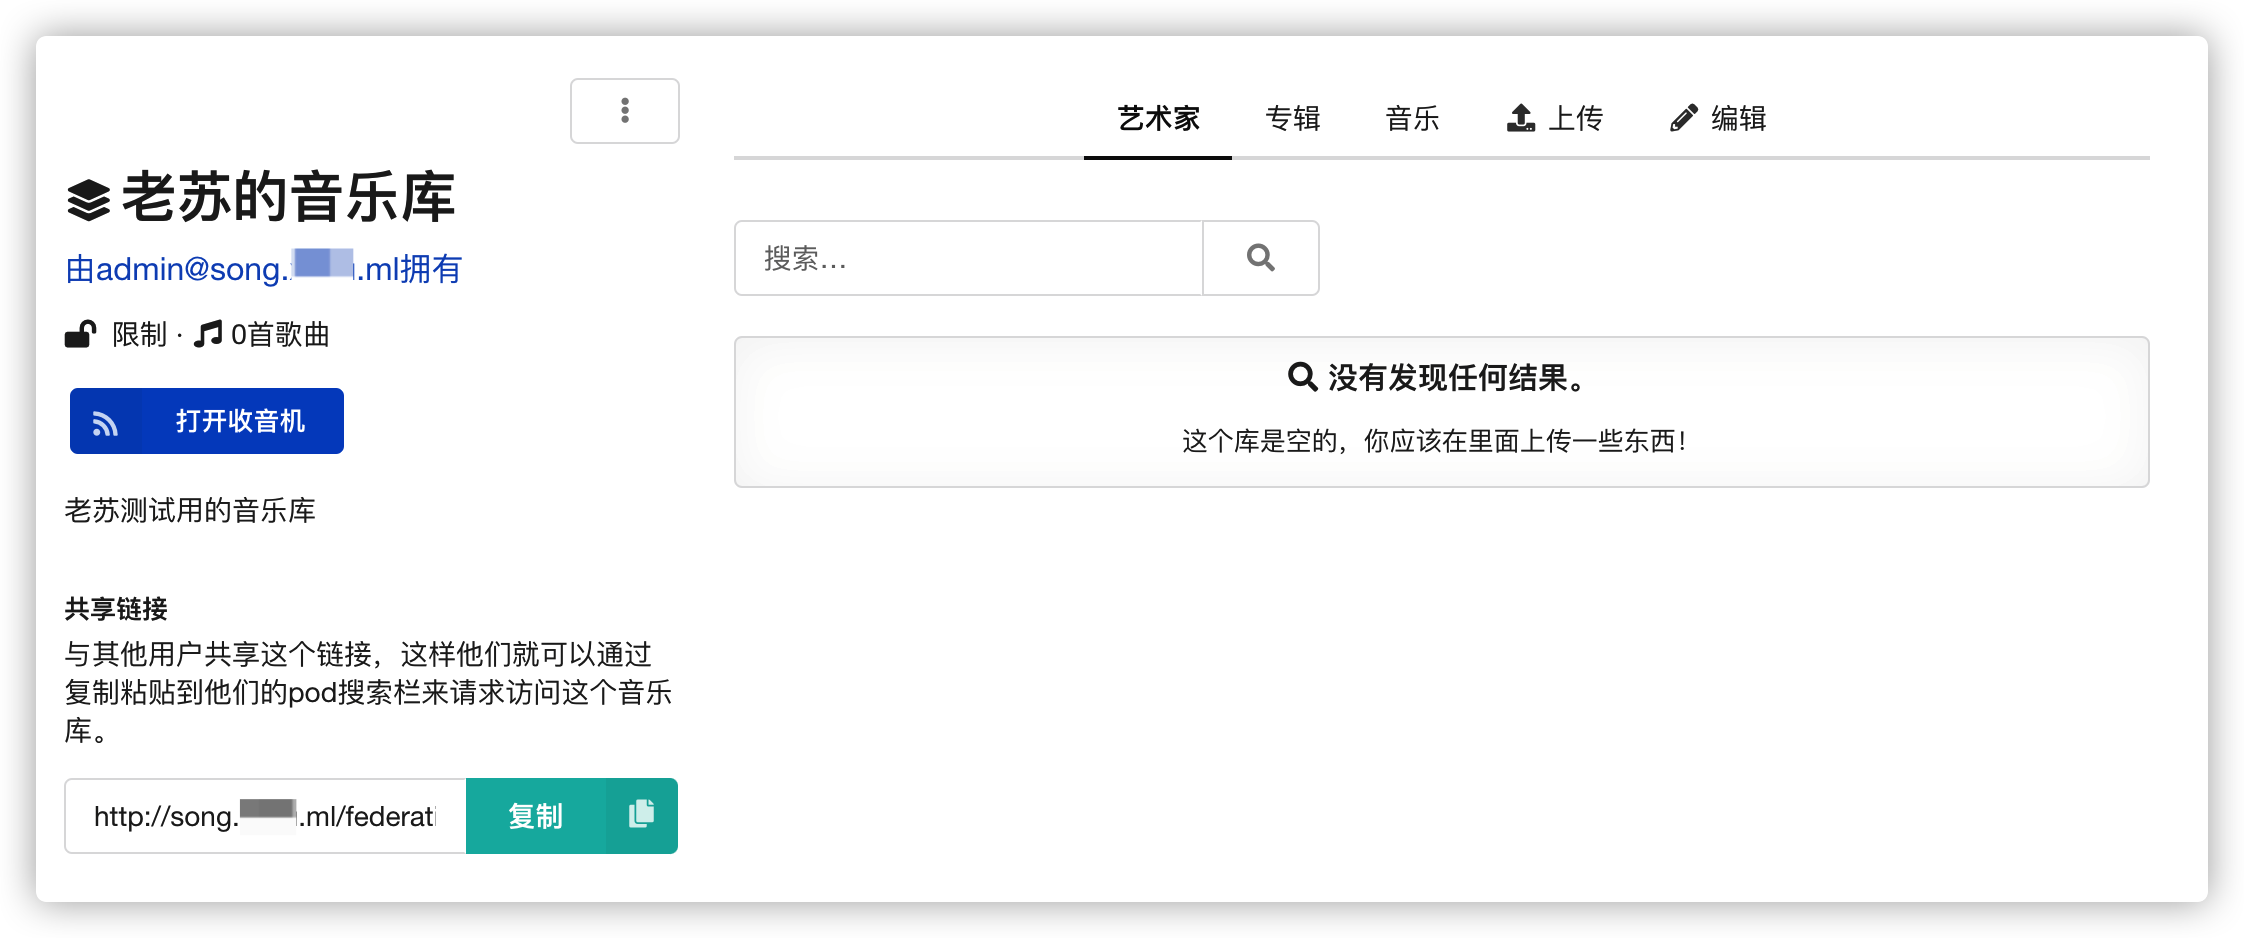 老苏的音乐库
由admin@song. .ml拥有
限制 · 0首歌曲
打开收音机
老苏测试用的音乐库
共享链接
与其他用户共享这个链接，这样他们就可以通过
复制粘贴到他们的pod搜索栏来请求访问这个音乐
库。
http://song. .ml/federati
复制
艺术家 专辑 音乐 上传 编辑
搜索…
没有发现任何结果。
这个库是空的，你应该在里面上传一些东西！